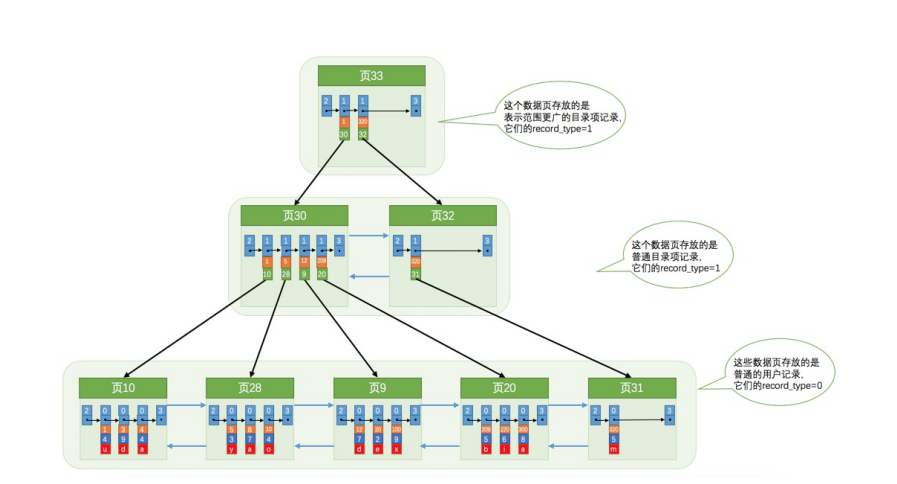 页33
2 1 1 3
1 320
30 32
这个数据页存放的是
表示范围更广的目录项记录,
它们的record_type=1
页30 页32
2 1 1 1 1 3 2 1 3
1 5 12 209 320
10 28 9 20 31
这个数据页存放的是
普通目录项记录,
它们的record_type=1
这些数据页存放的是
普通的用户记录,
它们的record_type=0
页10 页28 页9 页20 页31
2 0 0 0 3 2 0 0 0 3 2 0 0 0 3 2 0 0 0 3 2 0 3
1 3 4 5 8 10 12 20 100 209 220 300 320
4 9 4 3 7 4 7 2 9 5 6 8 5
u d a y a o d e x b i a m